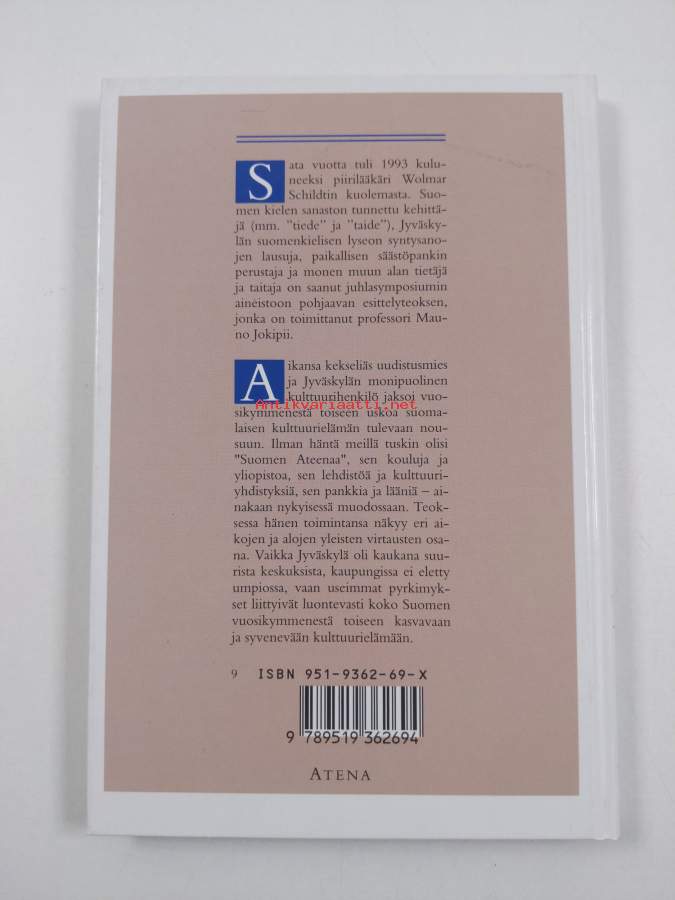 Sata vuotta tuli 1993 kulu-
neeksi piirilääkäri Wolmar
Schildtin kuolemasta. Suo-
men kielen sanaston tunnettu kehittä-
jä (mm. ”tiede” ja ”taide”), Jyväsky-
län suomenkielisen lyseon syntysano-
jen lausuja, paikallisen säästöpankin
perustaja ja monen muun alan tietäjä
ja taitaja on saanut juhlasymposiumin
aineistoon pohjaavan esittelyteoksen,
jonka on toimittanut professori Mau-
no Jokipii.
Aikansa kekseliäs uudistusmies
ja Jyväskylän monipuolinen
kulttuurihenkilö jaksoi vuo-
Antikvariaatti.net
sikymmenestä toiseen uskoa suoma-
laisen kulttuurielämän tulevaan nou-
suun. Ilman häntä meillä tuskin olisi
"Suomen Ateenaa", sen kouluja ja
yliopistoa, sen lehdistöä ja kulttuuri-
yhdistyksiä, sen pankkia ja lääniä – ai-
nakaan nykyisessä muodossaan. Teok-
sessa hänen toimintansa näkyy eri ai-
kojen ja alojen yleisten virtausten osa-
na. Vaikka Jyväskylä oli kaukana suu-
rista keskuksista, kaupungissa ei eletty
umpiossa, vaan useimmat pyrkimyk-
set liittyivät luontevasti koko Suomen
vuosikymmenestä toiseen kasvavaan
ja syvenevään kulttuurielämään.
9 ISBN 951-9362-69-X
9 789519 362694
ATENA